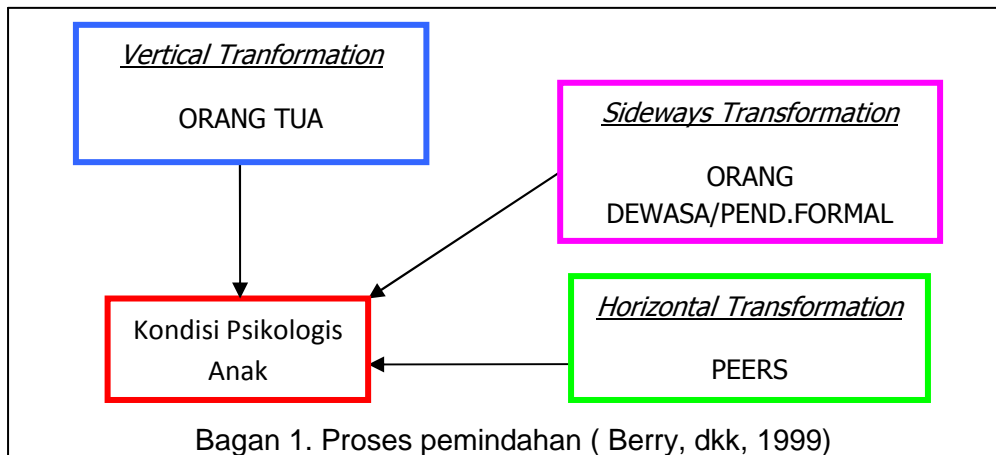 Vertical Tranformation
ORANG TUA
Sideways Transformation
ORANG
DEWASA/PEND.FORMAL
Horizontal Transformation
PEERS
Kondisi Psikologis
Anak
Bagan 1. Proses pemindahan ( Berry, dkk, 1999)